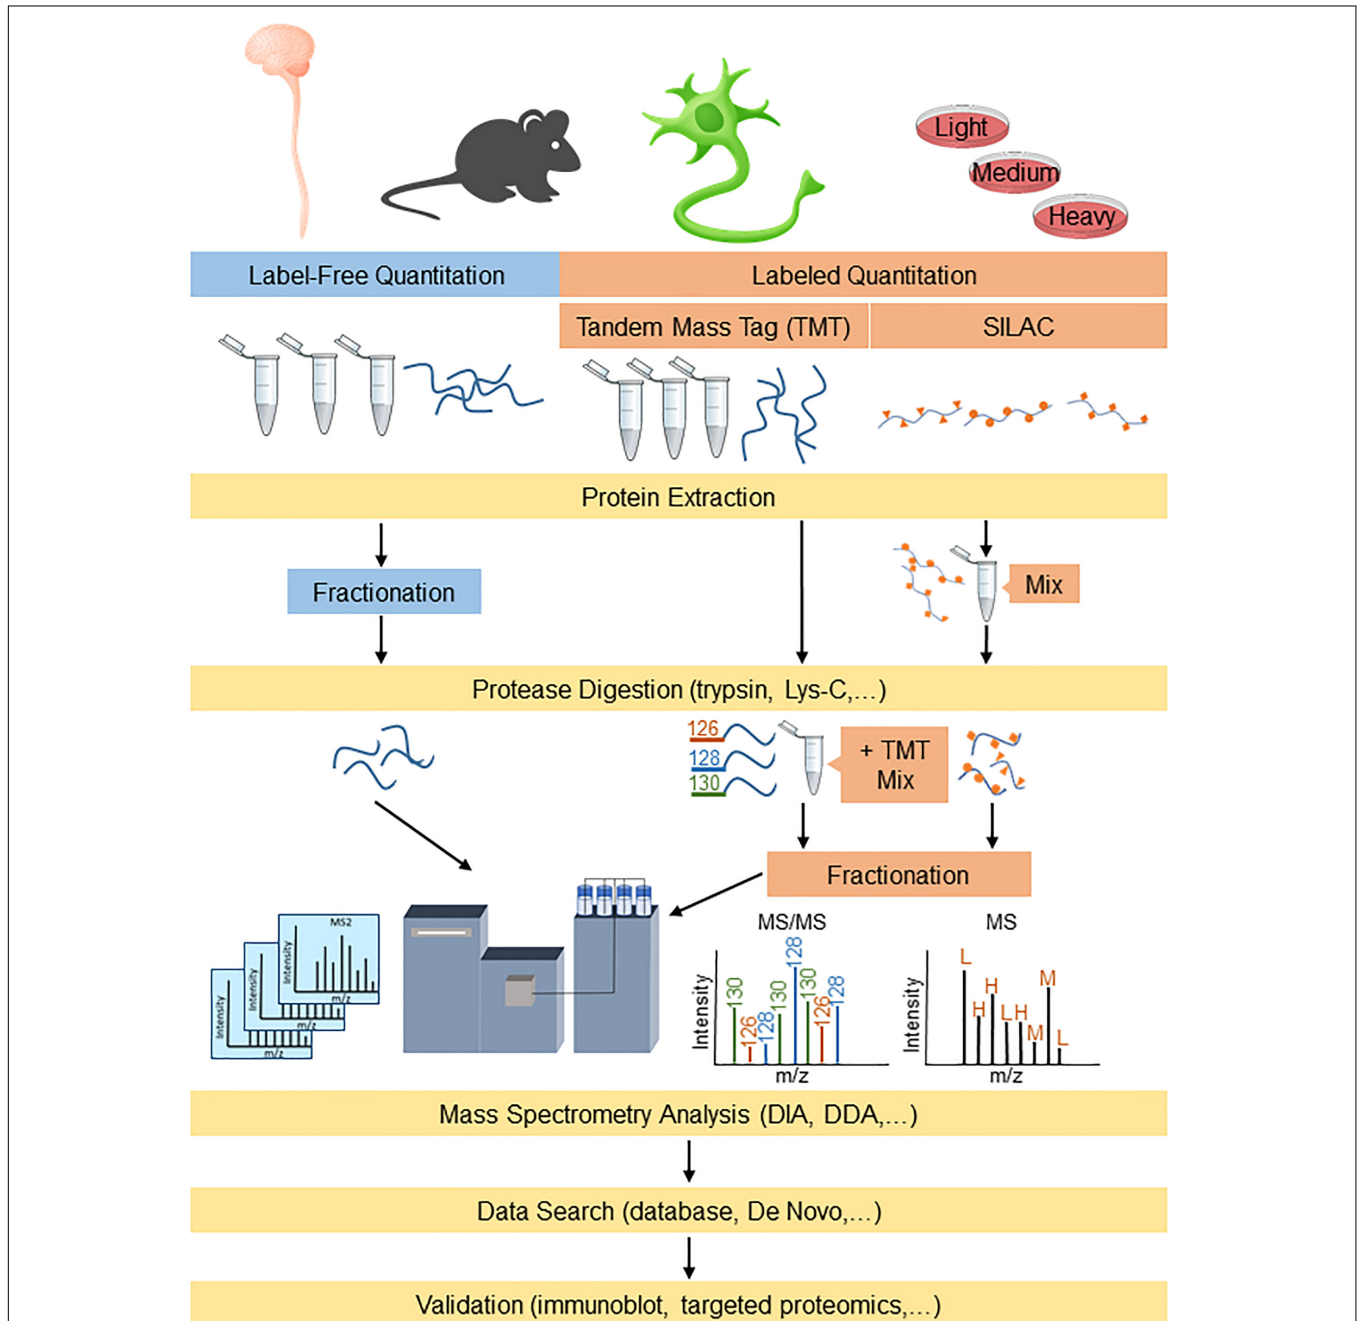 Light
Medium
Heavy
Label-Free Quantitation
Labeled Quantitation
Tandem Mass Tag (TMT)
SILAC
Protein Extraction
Fractionation
Mix
Protease Digestion (trypsin, Lys-C,...)
126
128
130
+ TMT
Mix
Fractionation
MS2
Intensity
m/z
Intensity
m/z
Intensity
m/z
MS/MS
Intensity
130
126
128
130
128
130
126
128
m/z
MS
Intensity
L
H
H
L
H
M
M
L
m/z
Mass Spectrometry Analysis (DIA, DDA,...)
Data Search (database, De Novo,...)
Validation (immunoblot, targeted proteomics,...)